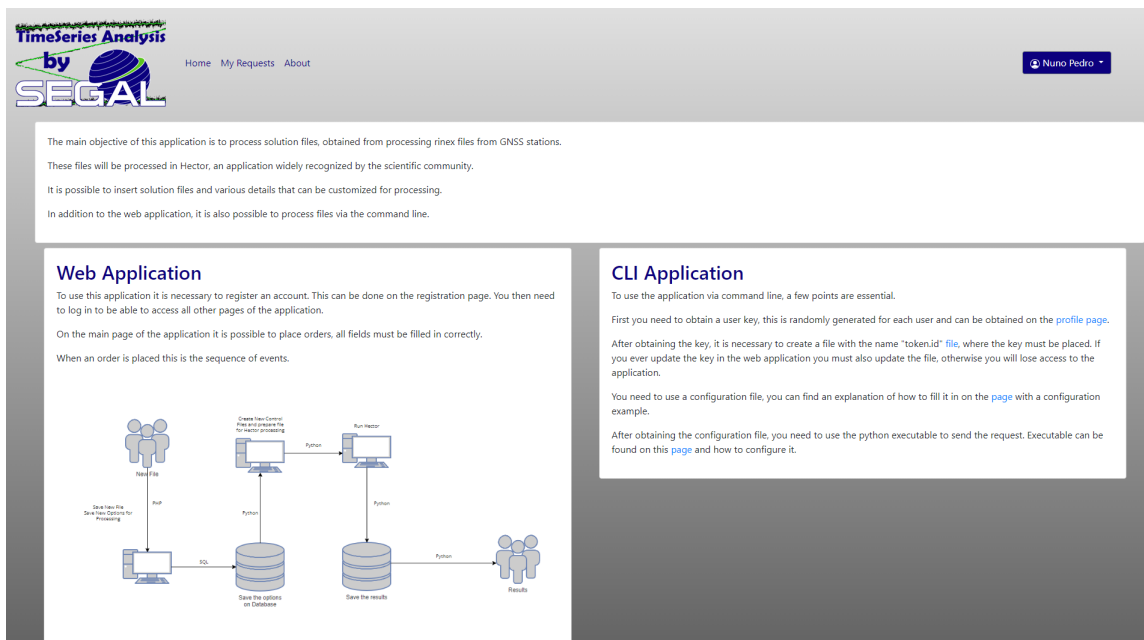 TimeSeries Analysis
by
SEGAL
Home My Requests About
Nuno Pedro
The main objective of this application is to process solution files, obtained from processing rinex files from GNSS stations.
These files will be processed in Hector, an application widely recognized by the scientific community.
It is possible to insert solution files and various details that can be customized for processing.
In addition to the web application, it is also possible to process files via the command line.
Web Application
To use this application it is necessary to register an account. This can be done on the registration page. You then need
to log in to be able to access all other pages of the application.
On the main page of the application it is possible to place orders, all fields must be filled in correctly.
When an order is placed this is the sequence of events.
New File
PHP
Save New File
Save New Options for
Processing
SQL
Save the options
on Database
Python
Create New Control
Files and prepare file
for Hector processing
Python
Run Hector
Python
Save the results
Python
Results
CLI Application
To use the application via command line, a few points are essential.
First you need to obtain a user key, this is randomly generated for each user and can be obtained on the profile page.
After obtaining the key, it is necessary to create a file with the name "token.id" file, where the key must be placed. If
you ever update the key in the web application you must also update the file, otherwise you will lose access to the
application.
You need to use a configuration file, you can find an explanation of how to fill it in on the page with a configuration
example.
After obtaining the configuration file, you need to use the python executable to send the request. Executable can be
found on this page and how to configure it.